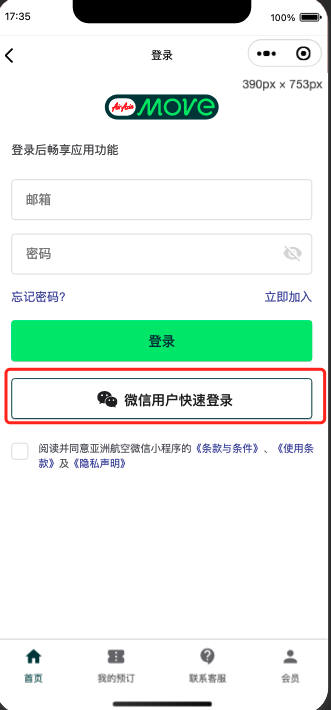 17:35
100%
登录
390px × 753px
AirAsia MOVE
登录后畅享应用功能
邮箱
密码
忘记密码?
立即加入
登录
微信用户快速登录
阅读并同意亚洲航空微信小程序的《条款与条件》、《使用条
款》及《隐私声明》
首页
我的预订
联系客服
会员